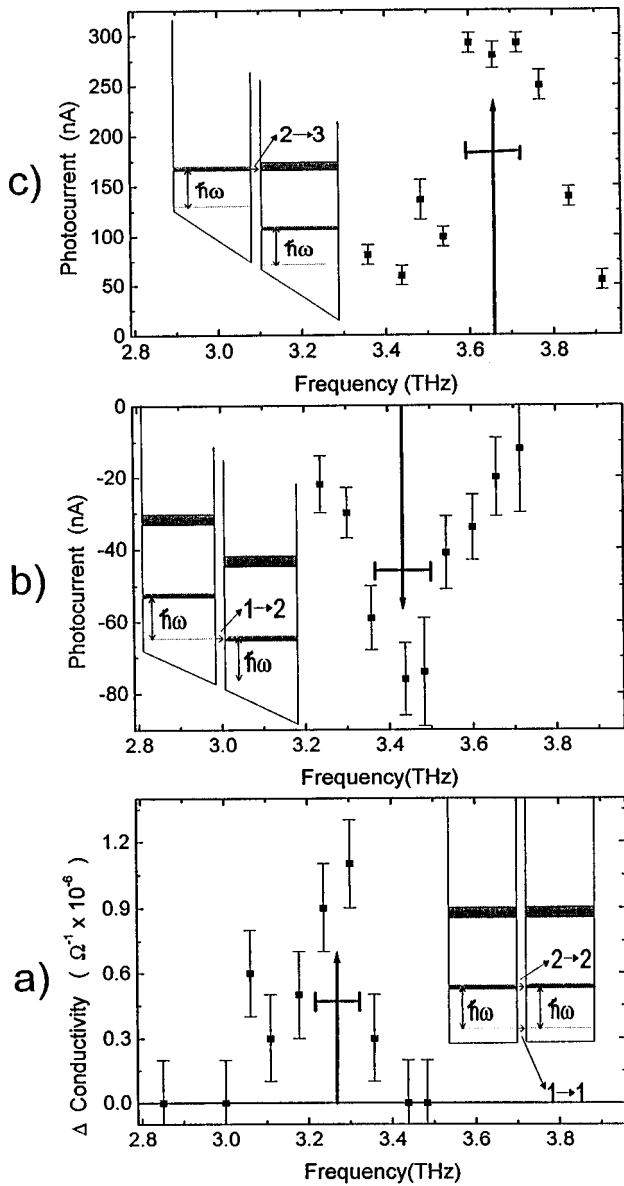 c)
Photocurrent (nA)
300
250
200
150
100
50
0
2→3
ħω
ħω
2.8 3.0 3.2 3.4 3.6 3.8
Frequency (THz)
b)
Photocurrent (nA)
0
-20
-40
-60
-80
1→2
ħω
ħω
2.8 3.0 3.2 3.4 3.6 3.8
Frequency(THz)
a)
Δ Conductivity ( Ω⁻¹ x 10⁻⁶)
1.2
0.9
0.6
0.3
0.0
2→2
ħω
ħω
1→1
2.8 3.0 3.2 3.4 3.6 3.8
Frequency(THz)